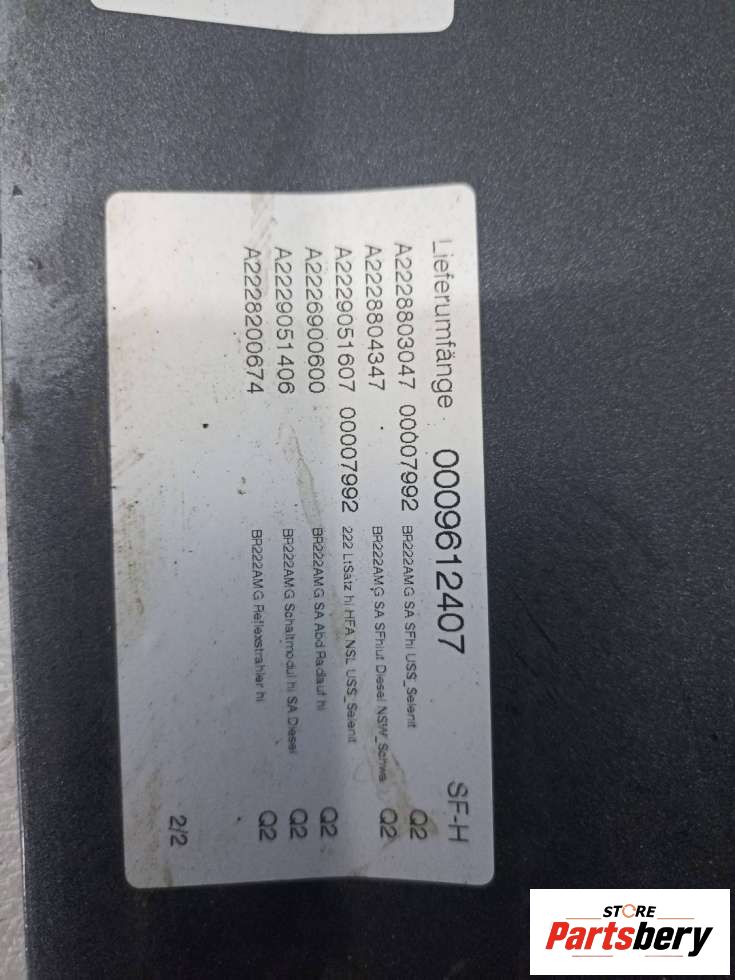 Lieferumfänge 0009612407 SF-H
A2228803047 00007992 BR222AMG SA SFhi USS_Selenit Q2
A2228804347 BR222AMG SA SFhiut Diesel NSW_Schwa Q2
A2229051607 00007992 222 LtSatz hi HFA NSL USS_Selenit
A2226900600 BR222AMG SA Abd Radlauf hi Q2
A2229051406 BR222AMG Schaltmodul hi SA Diesel Q2
A2228200674 BR222AMG Reflexstrahler hi Q2
2/2
STORE
Partsbery